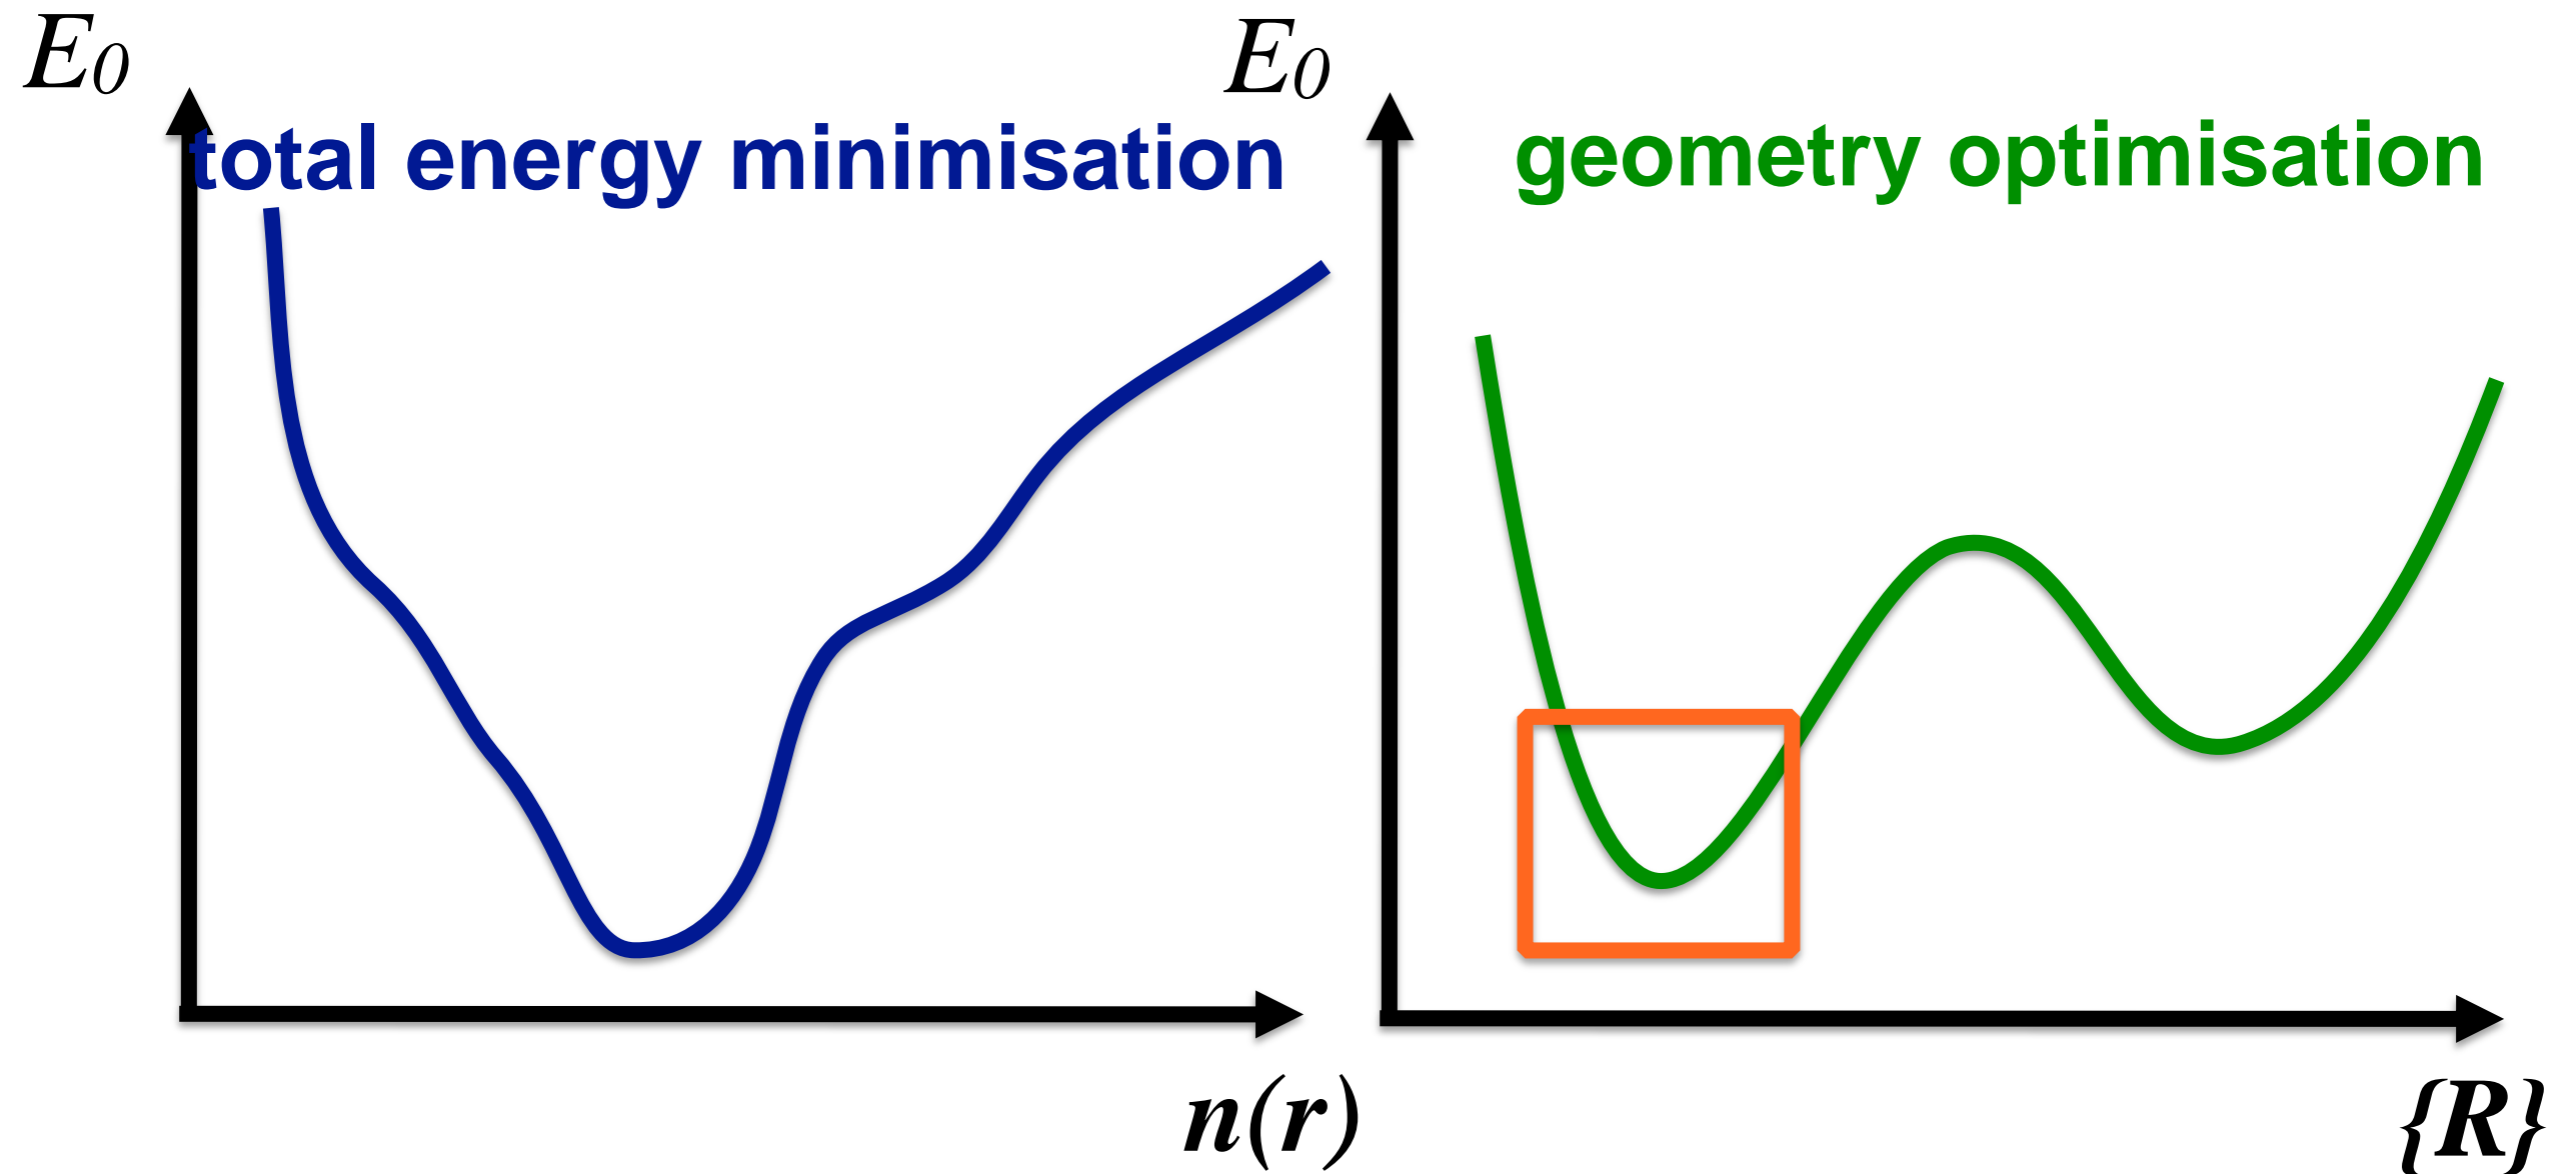 E0
total energy minimisation
n(r)
E0
geometry optimisation
{R}